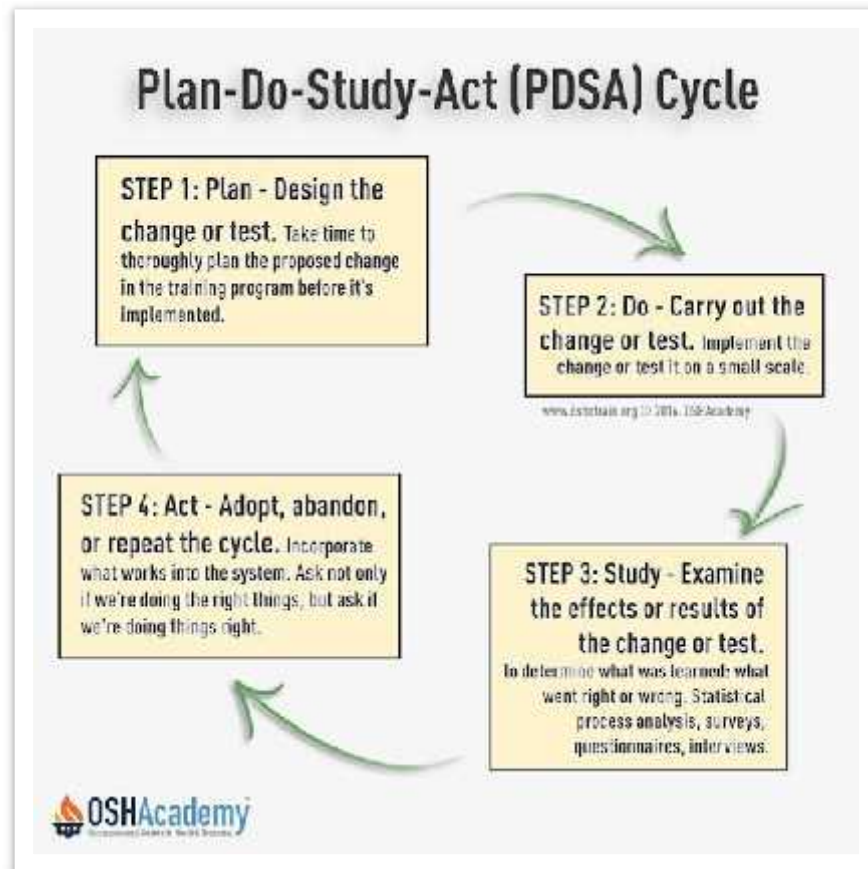 Plan-Do-Study-Act (PDSA) Cycle
STEP 1: Plan - Design the
change or test. Take time to
thoroughly plan the proposed change
in the training program before it's
implemented.
STEP 2: Do - Carry out the
change or test. Implement the
change or test it on a small scale.
© 2016 OSHAcademy
STEP 3: Study - Examine
the effects or results of
the change or test.
To determine what was learned: what
went right or wrong. Statistical
process analysis, surveys,
questionnaires, interviews.
STEP 4: Act - Adopt, abandon,
or repeat the cycle. Incorporate
what works into the system. Ask not only
if we're doing the right things, but ask if
we're doing things right.
OSHAcademy